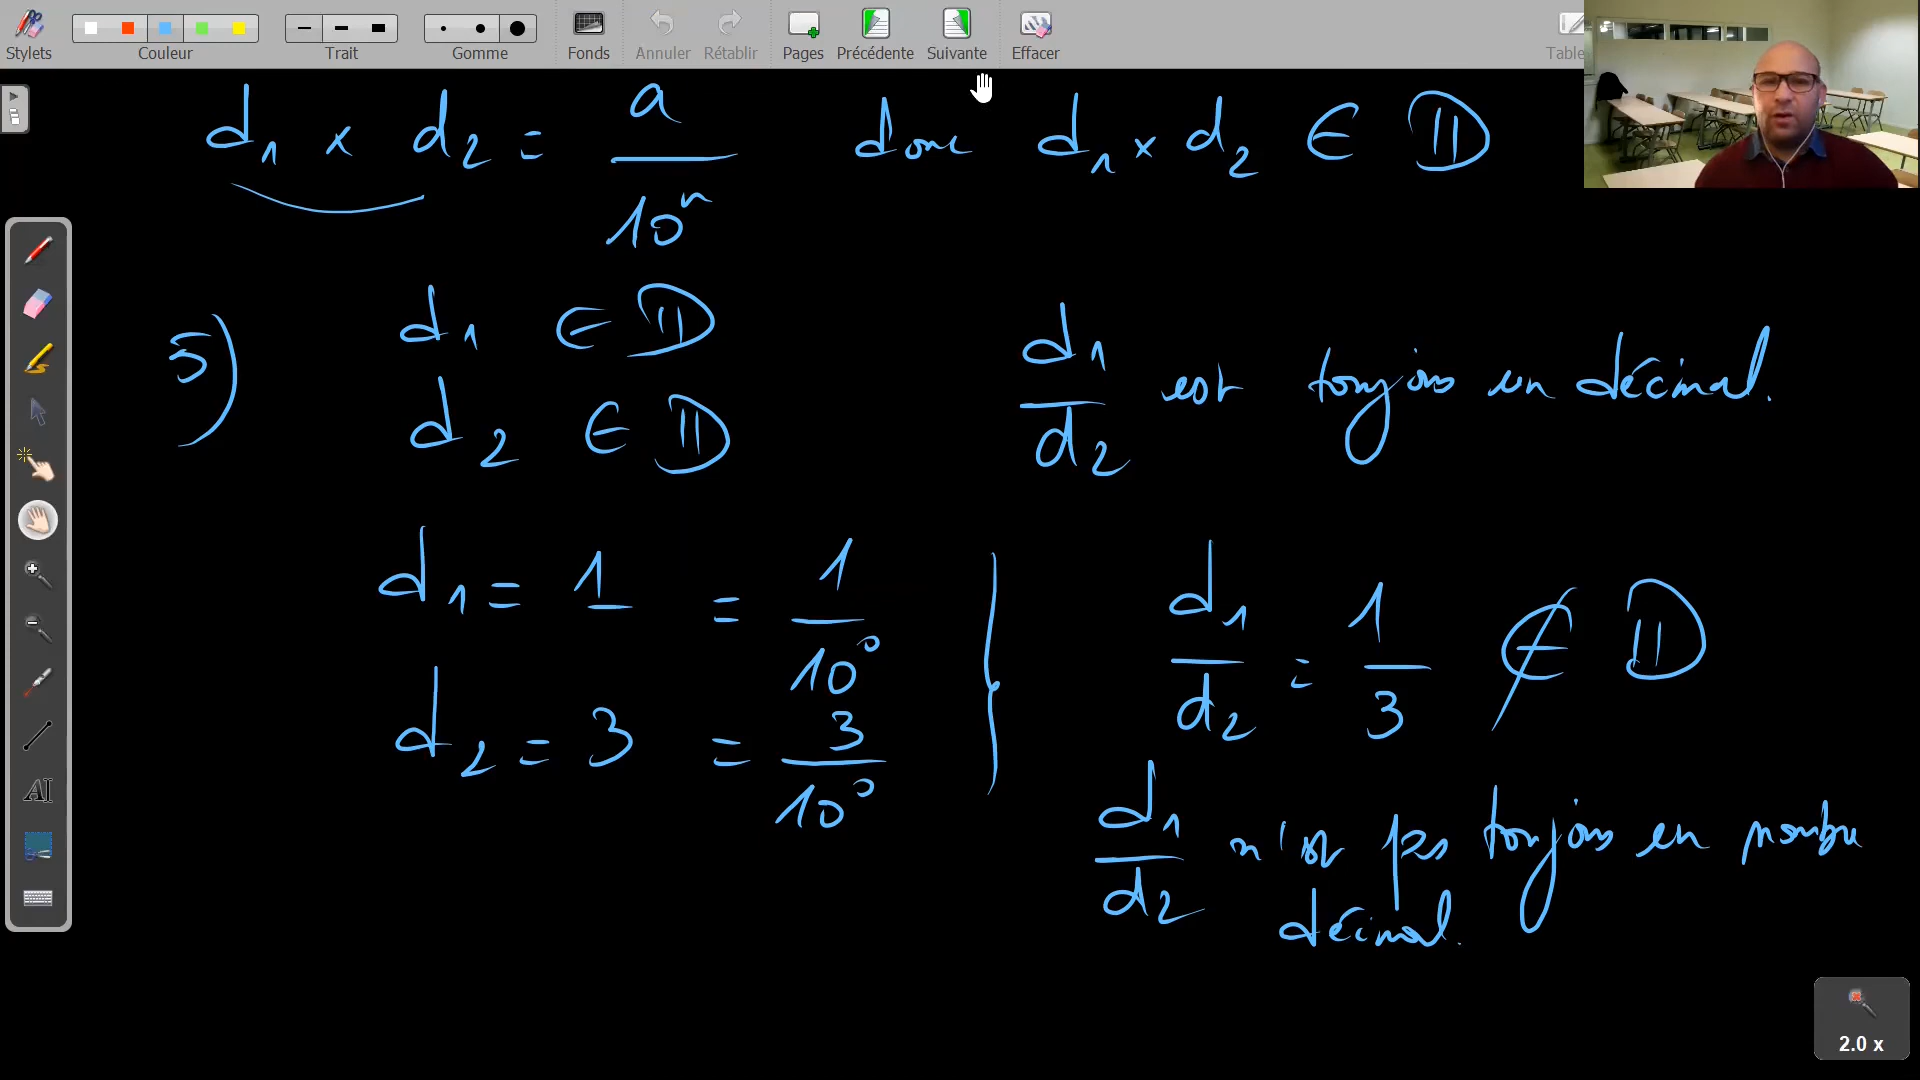 Stylets Couleur Trait Gomme Fonds Annuler Rétablir Pages Précédente Suivante Effacer Table
d₁ × d₂ = a/10ⁿ donc d₁ × d₂ ∈ 𝔻
5) d₁ ∈ 𝔻
d₂ ∈ 𝔻
d₁/d₂ est toujours un décimal.
d₁ = 1 = 1/10⁰
d₂ = 3 = 3/10⁰
d₁/d₂ = 1/3 ∉ 𝔻
d₁/d₂ n'est pas toujours un nombre
décimal.
AI
2.0 x